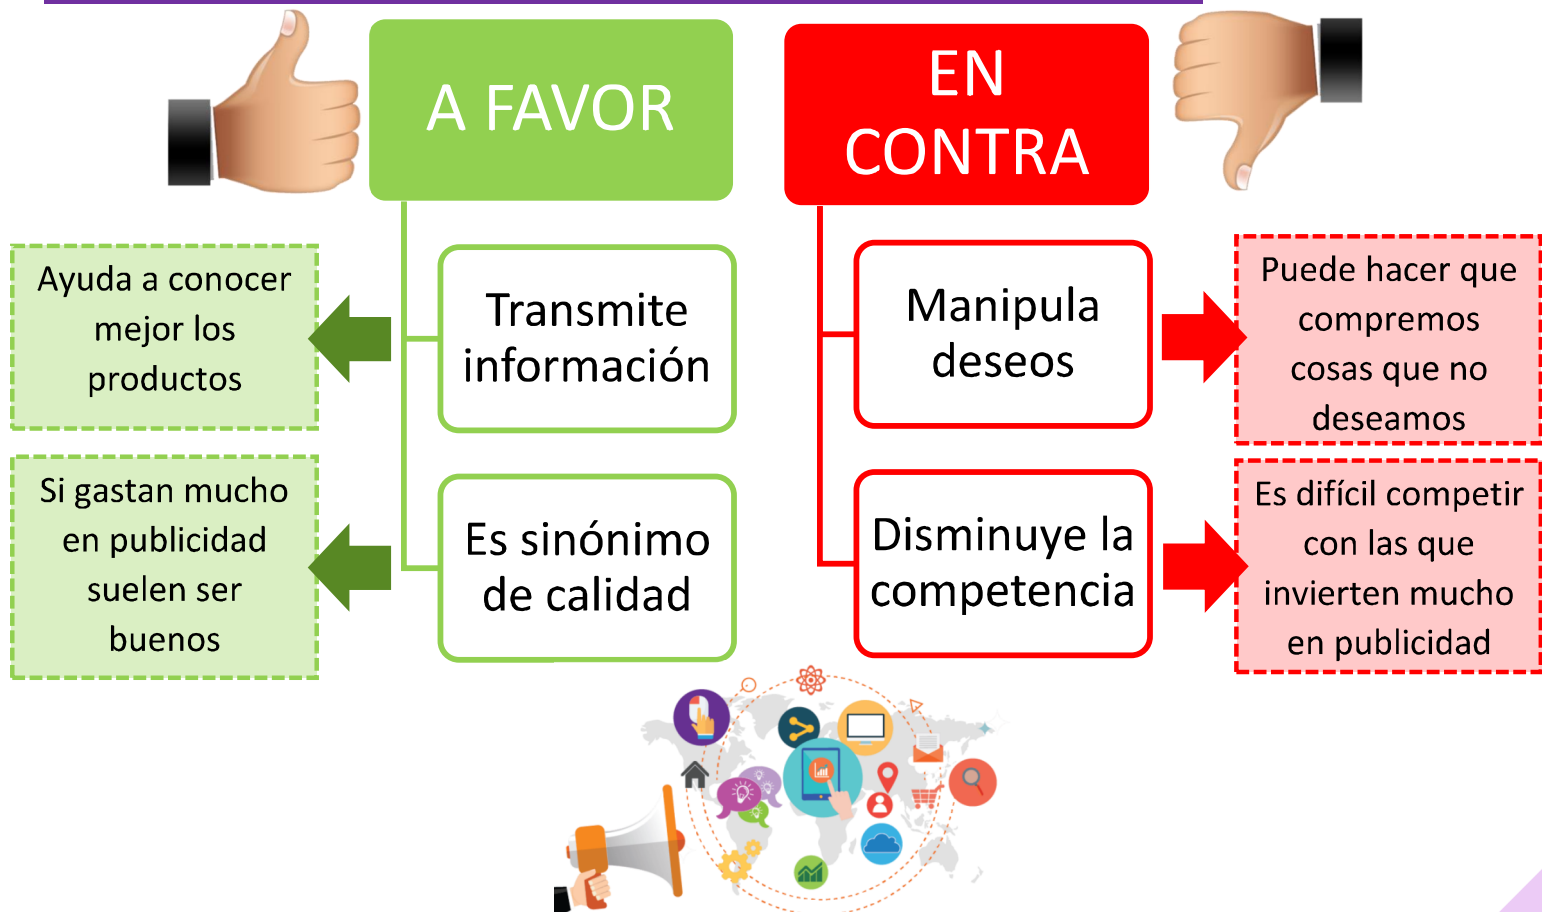 A FAVOR
Transmite
información
Ayuda a conocer
mejor los
productos
Es sinónimo
de calidad
Si gastan mucho
en publicidad
suelen ser
buenos
EN
CONTRA
Manipula
deseos
Puede hacer que
compremos
cosas que no
deseamos
Disminuye la
competencia
Es difícil competir
con las que
invierten mucho
en publicidad